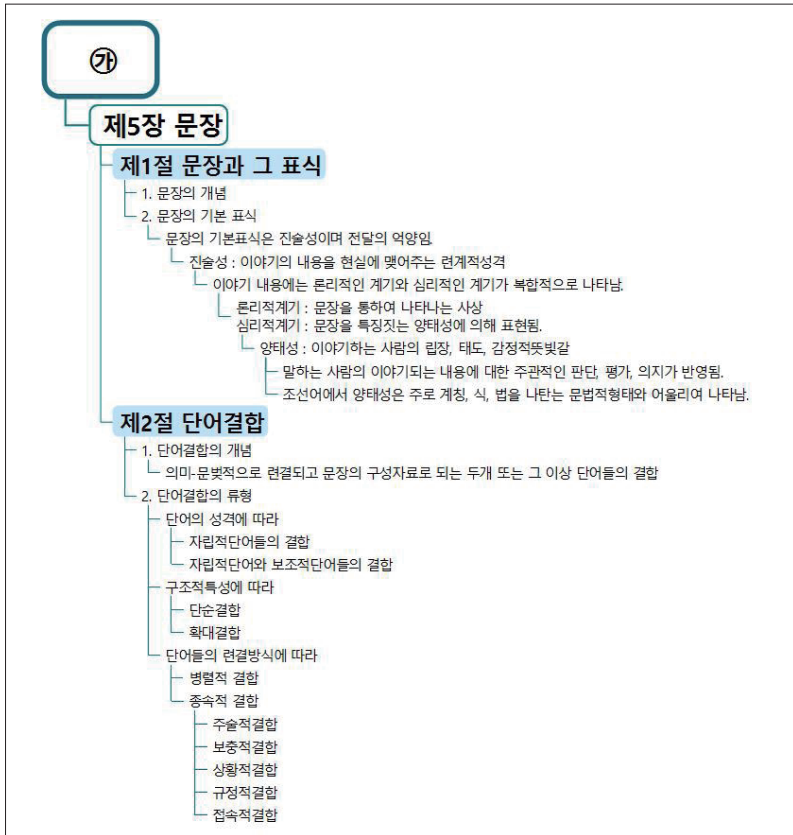 ㉮
제5장 문장
제1절 문장과 그 표식
1. 문장의 개념
2. 문장의 기본 표식
문장의 기본표식은 진술성이며 전달의 억양임.
진술성 : 이야기의 내용을 현실에 맺어주는 련계적성격
이야기 내용에는 론리적인 계기와 심리적인 계기가 복합적으로 나타남.
론리적계기 : 문장을 통하여 나타나는 사상
심리적계기 : 문장을 특징짓는 양태성에 의해 표현됨.
양태성 : 이야기하는 사람의 립장, 태도, 감정적뜻빛갈
말하는 사람의 이야기되는 내용에 대한 주관적인 판단, 평가, 의지가 반영됨.
조선어에서 양태성은 주로 계칭, 식, 법을 나탄는 문법적형태와 어울리여 나타남.
제2절 단어결합
1. 단어결합의 개념
의미-문벚적으로 련결되고 문장의 구성자료로 되는 두개 또는 그 이상 단어들의 결합
2. 단어결합의 류형
단어의 성격에 따라
자립적단어들의 결합
자립적단어와 보조적단어들의 결합
구조적특성에 따라
단순결합
확대결합
단어들의 련결방식에 따라
병렬적 결합
종속적 결합
주술적결합
보충적결합
상황적결합
규정적결합
접속적결합